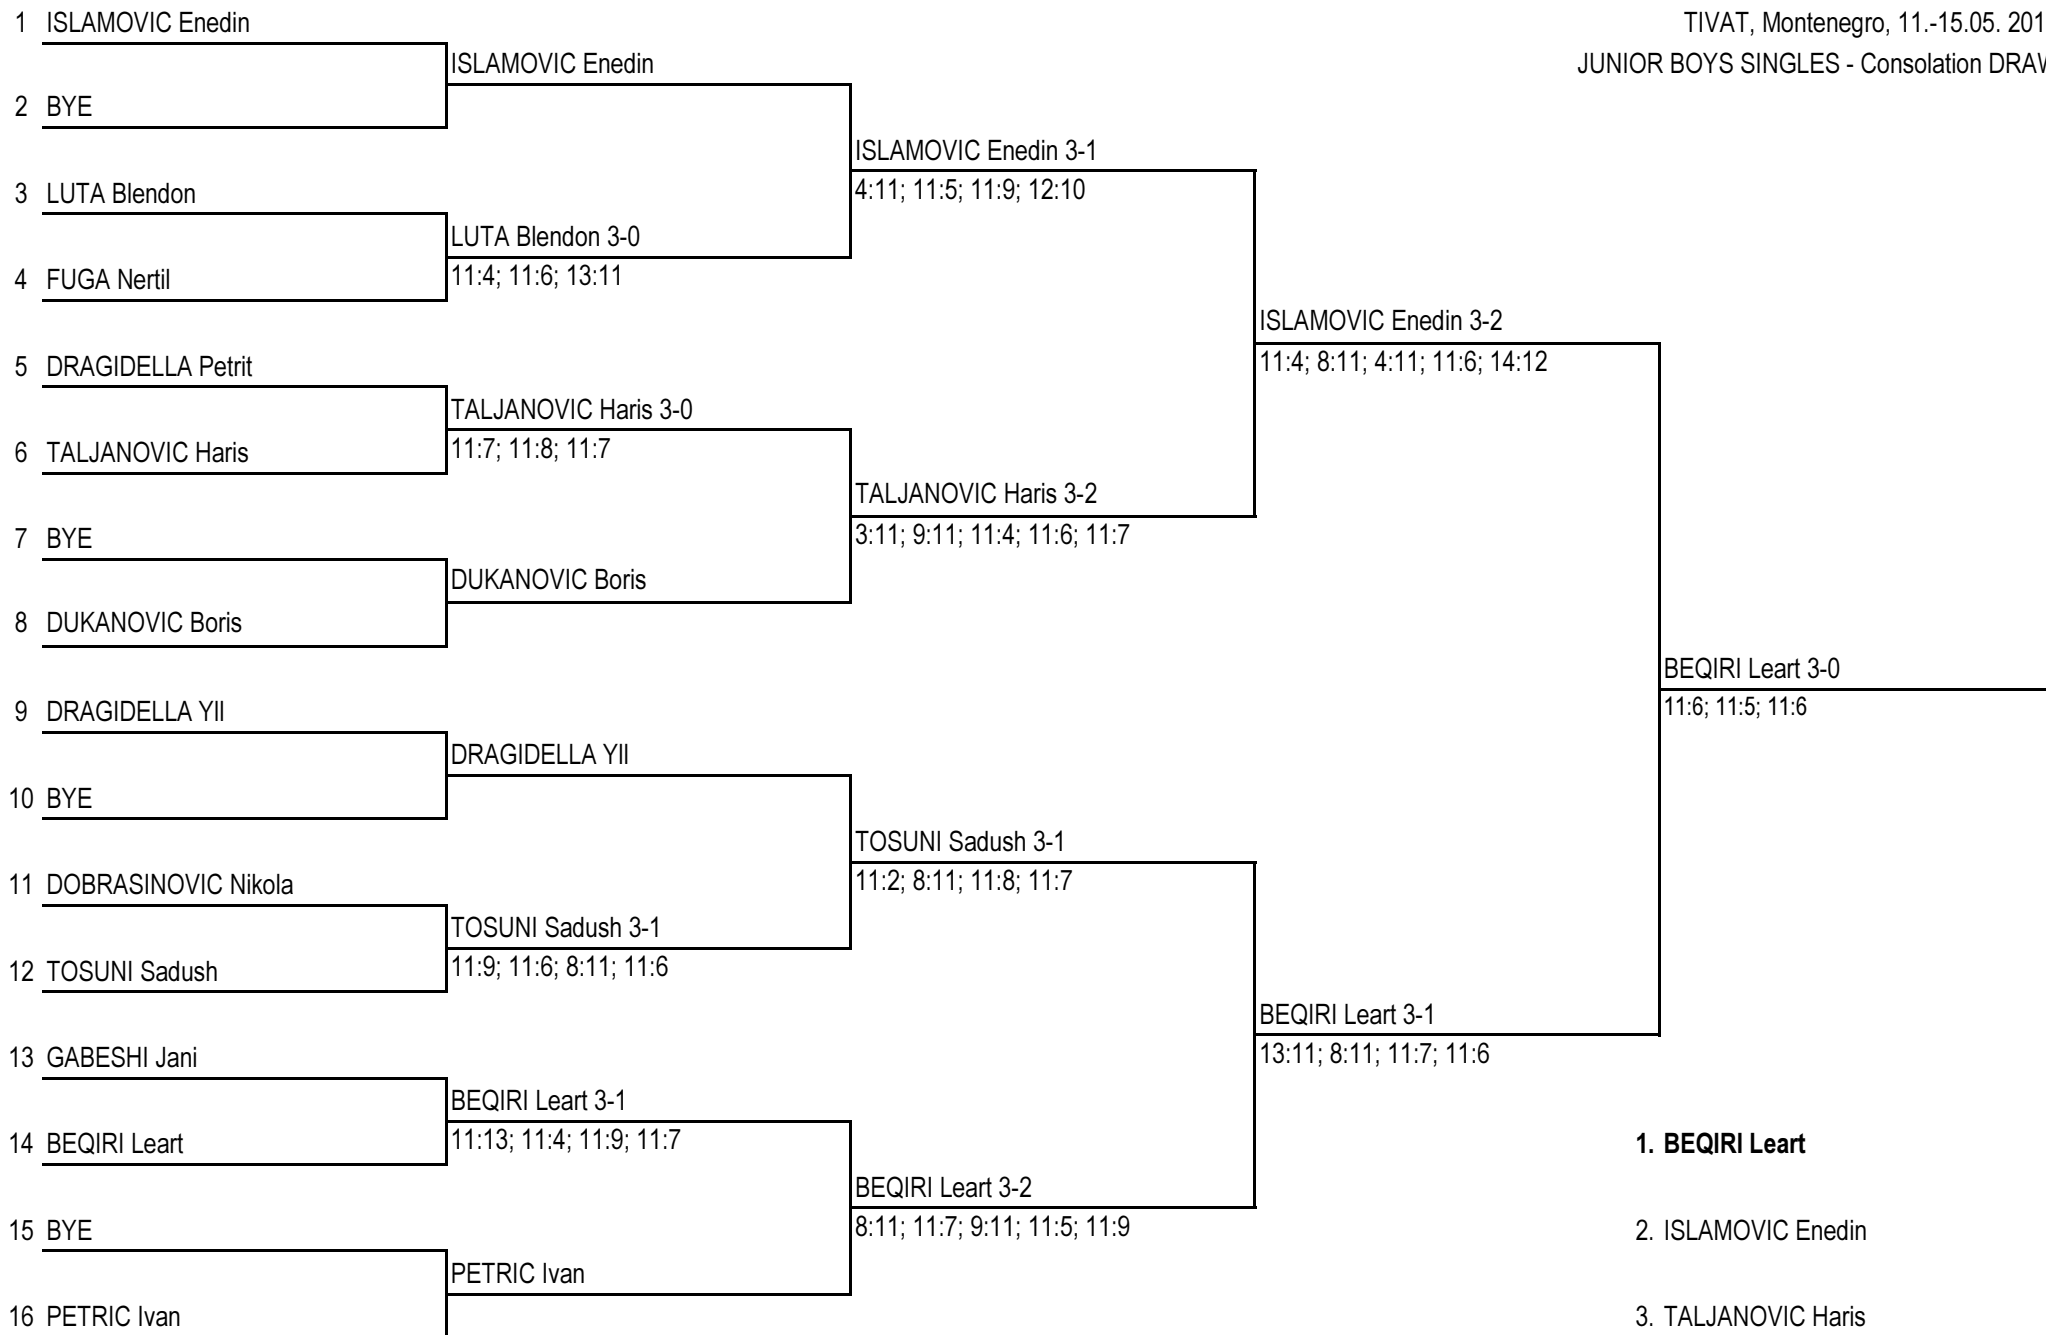 1 ISLAMOVIC Enedin
TIVAT, Montenegro, 11.-15.05. 201
ISLAMOVIC Enedin
JUNIOR BOYS SINGLES - Consolation DRAW
2 BYE
ISLAMOVIC Enedin 3-1
4:11; 11:5; 11:9; 12:10
3 LUTA Blendon
LUTA Blendon 3-0
11:4; 11:6; 13:11
4 FUGA Nertil
ISLAMOVIC Enedin 3-2
11:4; 8:11; 4:11; 11:6; 14:12
5 DRAGIDELLA Petrit
TALJANOVIC Haris 3-0
11:7; 11:8; 11:7
6 TALJANOVIC Haris
TALJANOVIC Haris 3-2
3:11; 9:11; 11:4; 11:6; 11:7
7 BYE
DUKANOVIC Boris
8 DUKANOVIC Boris
BEQIRI Leart 3-0
11:6; 11:5; 11:6
9 DRAGIDELLA YII
DRAGIDELLA YII
10 BYE
TOSUNI Sadush 3-1
11:2; 8:11; 11:8; 11:7
11 DOBRASINOVIC Nikola
TOSUNI Sadush 3-1
11:9; 11:6; 8:11; 11:6
12 TOSUNI Sadush
BEQIRI Leart 3-1
13:11; 8:11; 11:7; 11:6
13 GABESHI Jani
BEQIRI Leart 3-1
11:13; 11:4; 11:9; 11:7
14 BEQIRI Leart
1. BEQIRI Leart
BEQIRI Leart 3-2
8:11; 11:7; 9:11; 11:5; 11:9
15 BYE
2. ISLAMOVIC Enedin
PETRIC Ivan
16 PETRIC Ivan
3. TALJANOVIC Haris